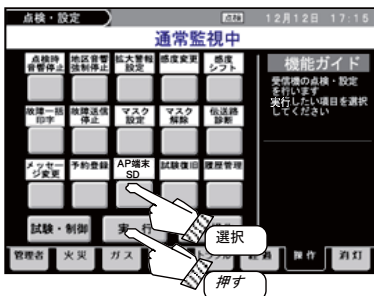 点検・設定
12月12日 17:15
通常監視中
点検時
音響停止
地区音響
強制停止
拡大警報
設定
感度変更
感度
シフト
故障一括
印字
故障送信
停止
マスク
設定
マスク
解除
伝送路
診断
メッセー
ジ変更
予約登録
AP端末
SD
試験復旧
履歴管理
試験・制御
実 行
機能ガイド
受信機の点検・設定
を行います
実行したい項目を選択
してください
選択
押す
管理者
火 災
ガ ス
操 作
消 灯